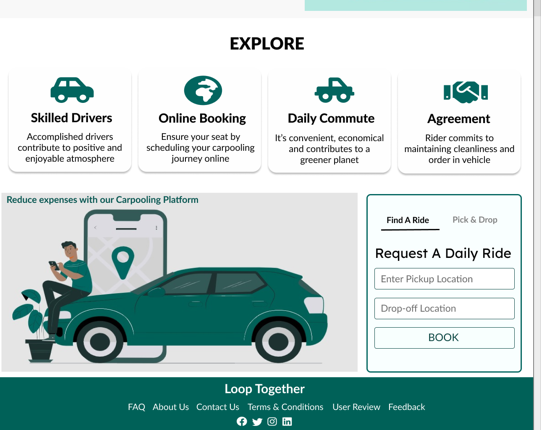 EXPLORE
Skilled Drivers
Accomplished drivers
contribute to positive and
enjoyable atmosphere
Online Booking
Ensure your seat by
scheduling your carpooling
journey online
Daily Commute
It's convenient, economical
and contributes to a
greener planet
Agreement
Rider commits to
maintaining cleanliness and
order in vehicle
Reduce expenses with our Carpooling Platform
Find A Ride Pick & Drop
Request A Daily Ride
Enter Pickup Location
Drop-off Location
BOOK
Loop Together
FAQ About Us Contact Us Terms & Conditions User Review Feedback